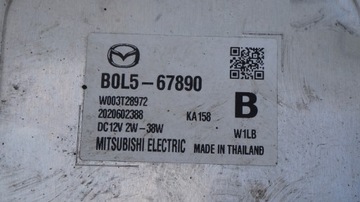 B0L5-67890
W003T28972
2020602388 KA158 B
DC12V 2W-38W W1LB
MITSUBISHI ELECTRIC MADE IN THAILAND